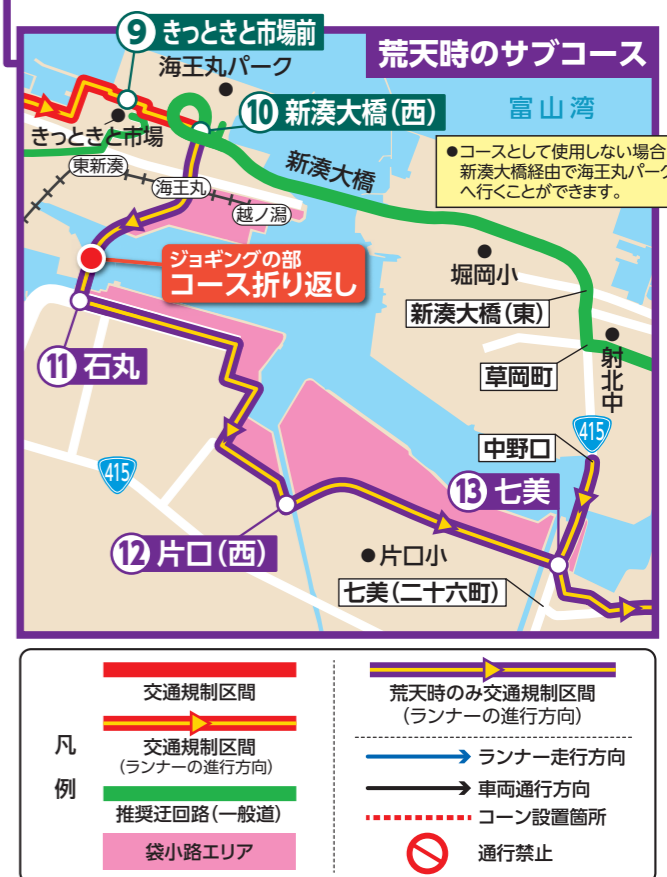 荒天時のサブコース
⑨ きっときと市場前
海王丸パーク
⑩ 新湊大橋(西)
富山湾
きっときと市場
●コースとして使用しない場合
新湊大橋経由で海王丸パーク
へ行くことができます。
東新湊
海王丸
越ノ潟
新湊大橋
ジョギングの部
コース折り返し
堀岡小
新湊大橋(東)
⑪ 石丸
草岡町
射北中
415
中野口
415
⑬ 七美
⑫ 片口(西)
片口小
七美(二十六町)
凡例
交通規制区間
交通規制区間
(ランナーの進行方向)
推奨迂回路(一般道)
袋小路エリア
荒天時のみ交通規制区間
(ランナーの進行方向)
ランナー走行方向
車両通行方向
コーン設置箇所
通行禁止